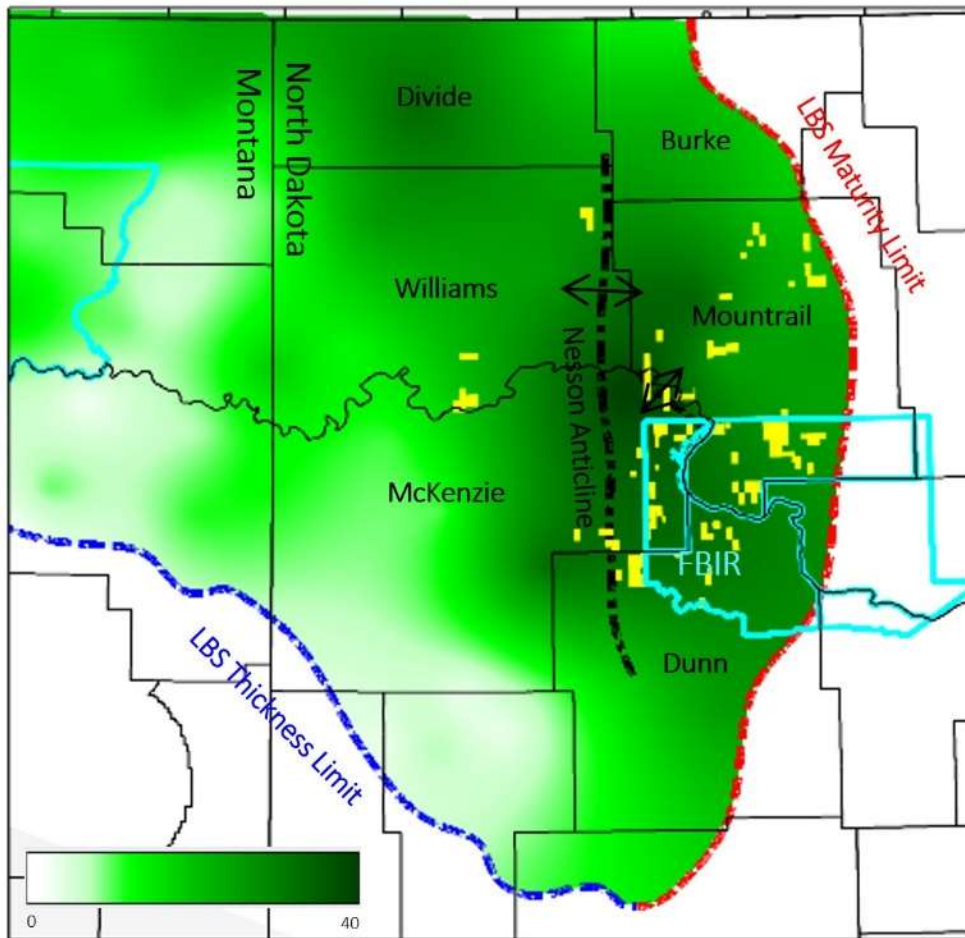 Montana
North Dakota
Divide
Burke
LBS Maturity Limit
Williams
Mountrail
Nesson Anticline
McKenzie
FBIR
LBS Thickness Limit
Dunn
0
40